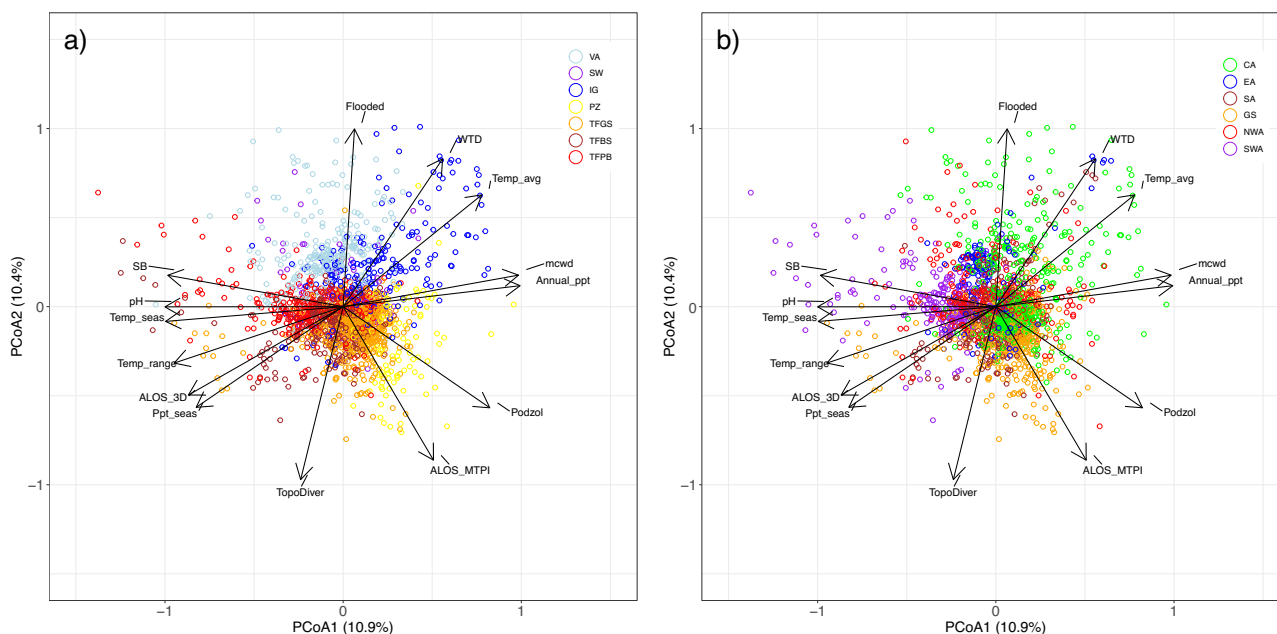 a)
VA
SW
IG
PZ
TFGS
TFBS
TFPB
Flooded
WTD
Temp_avg
mcwd
Annual_ppt
SB
pH
Temp_seas
Temp_range
ALOS_3D
Ppt_seas
Podzol
ALOS_MTPI
TopoDiver
1
0
−1
PCoA2 (10.4%)
−1
0
1
PCoA1 (10.9%)
b)
CA
EA
SA
GS
NWA
SWA
Flooded
WTD
Temp_avg
mcwd
Annual_ppt
SB
pH
Temp_seas
Temp_range
ALOS_3D
Ppt_seas
Podzol
ALOS_MTPI
TopoDiver
1
0
−1
PCoA2 (10.4%)
−1
0
1
PCoA1 (10.9%)